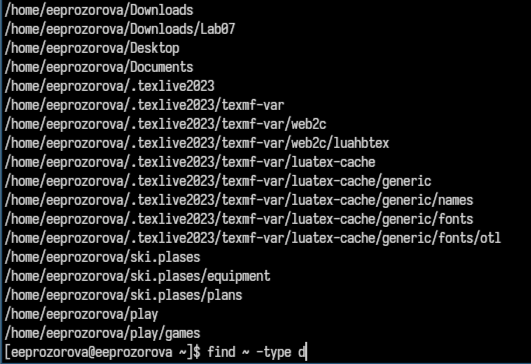 /home/eeprozorova/Downloads
/home/eeprozorova/Downloads/Lab07
/home/eeprozorova/Desktop
/home/eeprozorova/Documents
/home/eeprozorova/.texlive2023
/home/eeprozorova/.texlive2023/texmf-var
/home/eeprozorova/.texlive2023/texmf-var/web2c
/home/eeprozorova/.texlive2023/texmf-var/web2c/luahbtex
/home/eeprozorova/.texlive2023/texmf-var/luatex-cache
/home/eeprozorova/.texlive2023/texmf-var/luatex-cache/generic
/home/eeprozorova/.texlive2023/texmf-var/luatex-cache/generic/names
/home/eeprozorova/.texlive2023/texmf-var/luatex-cache/generic/fonts
/home/eeprozorova/.texlive2023/texmf-var/luatex-cache/generic/fonts/otl
/home/eeprozorova/ski.plases
/home/eeprozorova/ski.plases/equipment
/home/eeprozorova/ski.plases/plans
/home/eeprozorova/play
/home/eeprozorova/play/games
[eeprozorova@eeprozorova ~]$ find ~ -type d